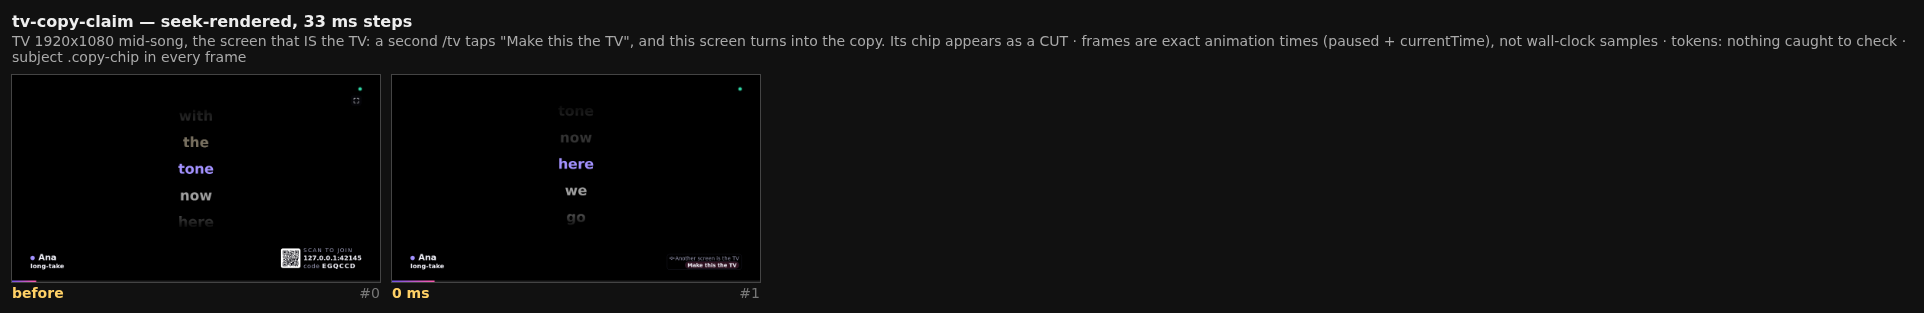 tv-copy-claim — seek-rendered, 33 ms steps
TV 1920x1080 mid-song, the screen that IS the TV: a second /tv taps "Make this the TV", and this screen turns into the copy. Its chip appears as a CUT · frames are exact animation times (paused + currentTime), not wall-clock samples · tokens: nothing caught to check ·
subject .copy-chip in every frame
with
the
tone
now
here
Ana
long-take
SCAN TO JOIN
127.0.0.1:42145
code EGQCCD
before
#0
tone
now
here
we
go
Ana
long-take
Another screen is the TV
Make this the TV
0 ms
#1